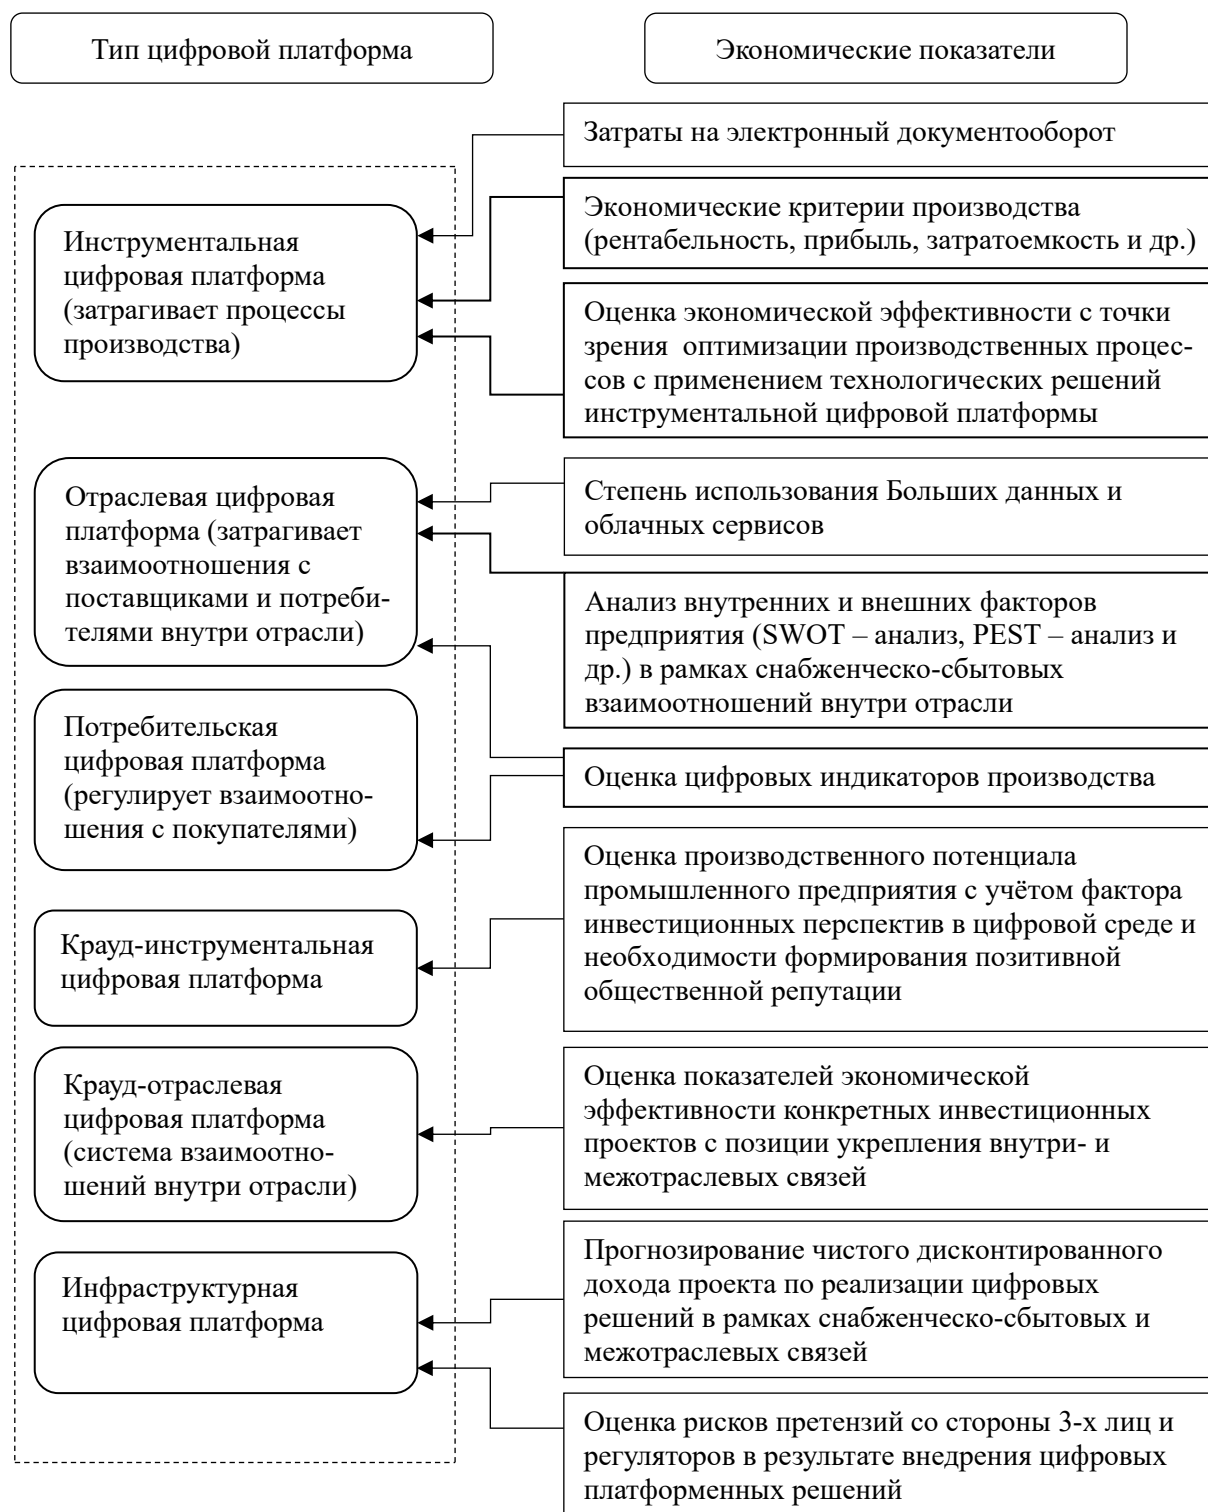 Тип цифровой платформа
Экономические показатели
Затраты на электронный документооборот
Экономические критерии производства
(рентабельность, прибыль, затратоемкость и др.)
Инструментальная
цифровая платформа
(затрагивает процессы
производства)
Оценка экономической эффективности с точки
зрения  оптимизации производственных процес-
сов с применением технологических решений
инструментальной цифровой платформы
Отраслевая цифровая
платформа (затрагивает
взаимоотношения с
поставщиками и потреби-
телями внутри отрасли)
Степень использования Больших данных и
облачных сервисов
Анализ внутренних и внешних факторов
предприятия (SWOT – анализ, PEST – анализ и
др.) в рамках снабженческо-сбытовых
взаимоотношений внутри отрасли
Потребительская
цифровая платформа
(регулирует взаимоотно-
шения с покупателями)
Оценка цифровых индикаторов производства
Оценка производственного потенциала
промышленного предприятия с учётом фактора
инвестиционных перспектив в цифровой среде и
необходимости формирования позитивной
общественной репутации
Крауд-инструментальная
цифровая платформа
Крауд-отраслевая
цифровая платформа
(система взаимоотно-
шений внутри отрасли)
Оценка показателей экономической
эффективности конкретных инвестиционных
проектов с позиции укрепления внутри- и
межотраслевых связей
Инфраструктурная
цифровая платформа
Прогнозирование чистого дисконтированного
дохода проекта по реализации цифровых
решений в рамках снабженческо-сбытовых и
межотраслевых связей
Оценка рисков претензий со стороны 3-х лиц и
регуляторов в результате внедрения цифровых
платформенных решений